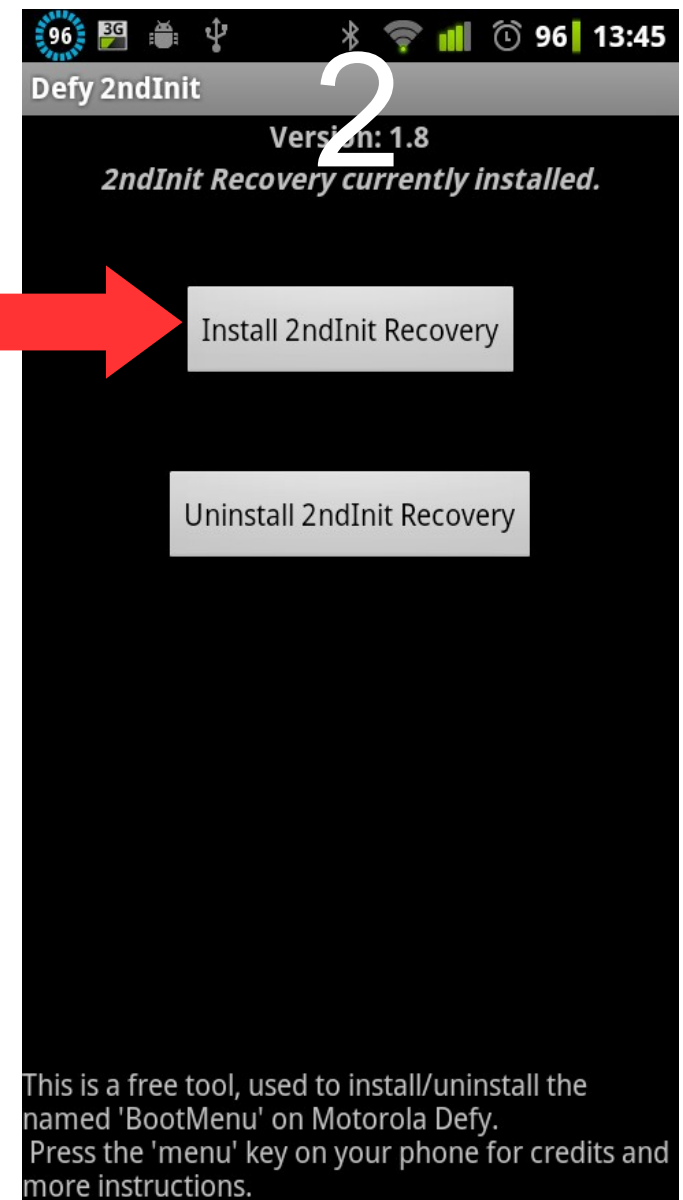 96 3G 96 13:45
Defy 2ndInit
2
Version: 1.8
2ndInit Recovery currently installed.
Install 2ndInit Recovery
Uninstall 2ndInit Recovery
This is a free tool, used to install/uninstall the
named 'BootMenu' on Motorola Defy.
Press the 'menu' key on your phone for credits and
more instructions.